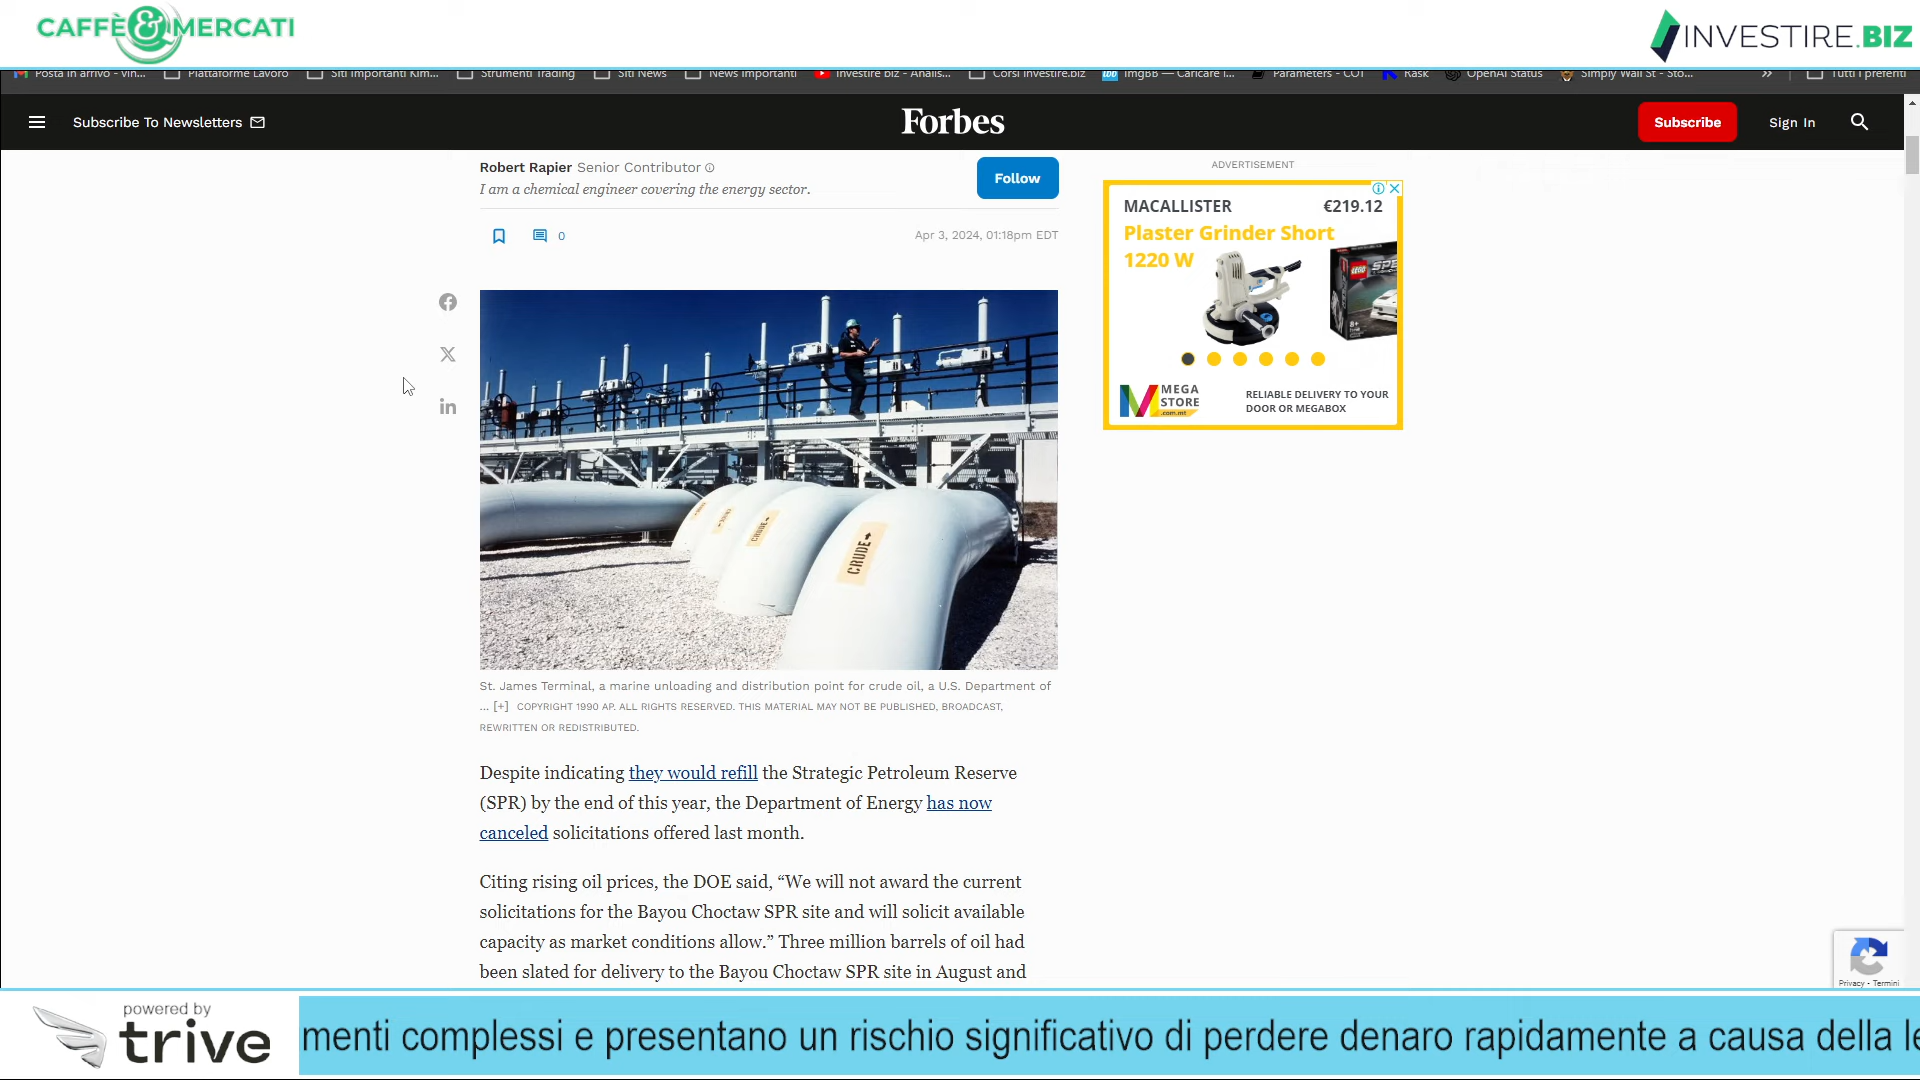 CAFFÈ & MERCATI
INVESTIRE.BIZ
Posta in arrivo - vin... Piattaforme Lavoro Siti Importanti Kim... Strumenti Trading Siti News News Importanti Investire biz - Analis... Corsi Investire.biz ImgBB — Caricare i... Parameters - COT Rask OpenAI Status Simply Wall St - Sto... » Tutti i preferiti
Subscribe To Newsletters
Forbes
Subscribe
Sign In
Robert Rapier Senior Contributor
I am a chemical engineer covering the energy sector.
Follow
0
Apr 3, 2024, 01:18pm EDT
ADVERTISEMENT
MACALLISTER €219.12
Plaster Grinder Short
1220 W
MEGA
STORE
.com.mt
RELIABLE DELIVERY TO YOUR
DOOR OR MEGABOX
CRUDE
CRUDE
St. James Terminal, a marine unloading and distribution point for crude oil, a U.S. Department of
... [+] COPYRIGHT 1990 AP. ALL RIGHTS RESERVED. THIS MATERIAL MAY NOT BE PUBLISHED, BROADCAST,
REWRITTEN OR REDISTRIBUTED.
Despite indicating they would refill the Strategic Petroleum Reserve
(SPR) by the end of this year, the Department of Energy has now
canceled solicitations offered last month.
Citing rising oil prices, the DOE said, “We will not award the current
solicitations for the Bayou Choctaw SPR site and will solicit available
capacity as market conditions allow.” Three million barrels of oil had
been slated for delivery to the Bayou Choctaw SPR site in August and
Privacy - Termini
powered by
trive
menti complessi e presentano un rischio significativo di perdere denaro rapidamente a causa della le